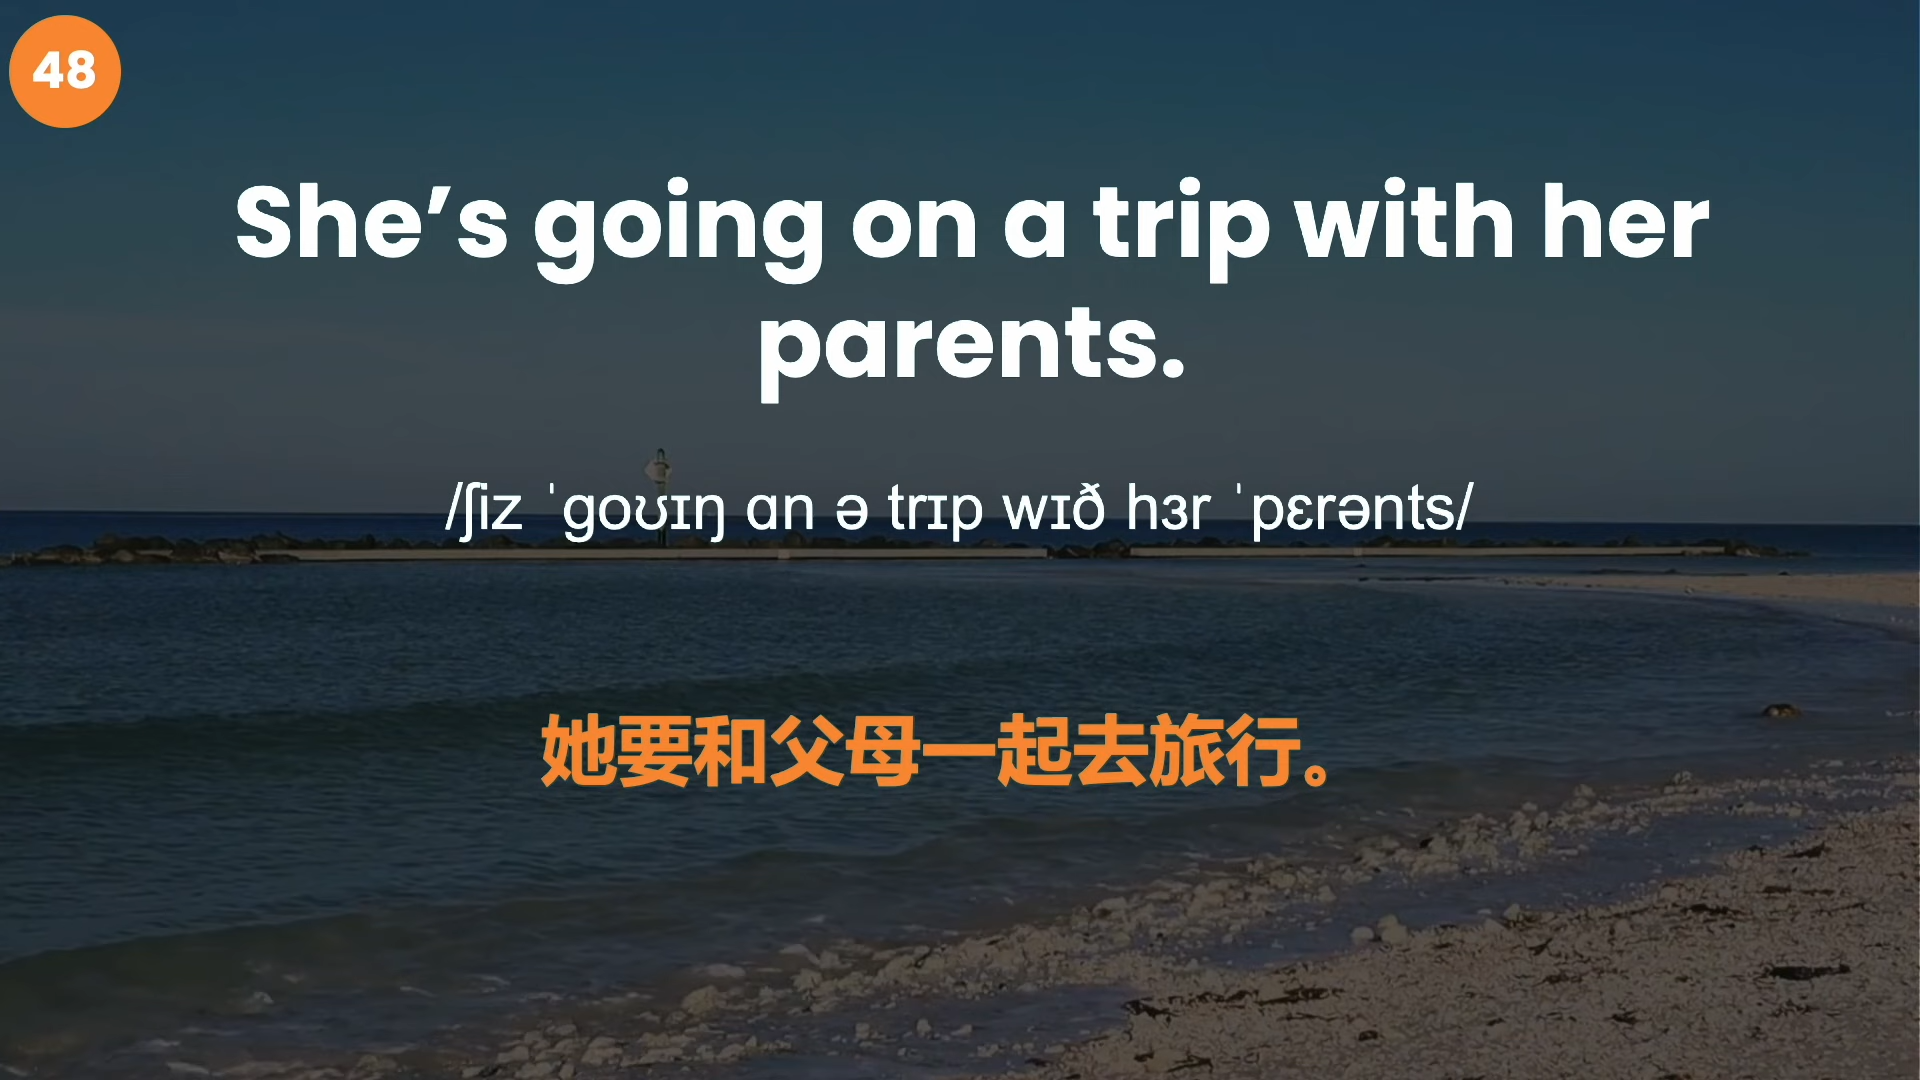 48
She’s going on a trip with her
parents.
/ʃiz ˈɡoʊɪŋ ɑn ə trɪp wɪð hɜr ˈpɛrənts/
她要和父母一起去旅行。